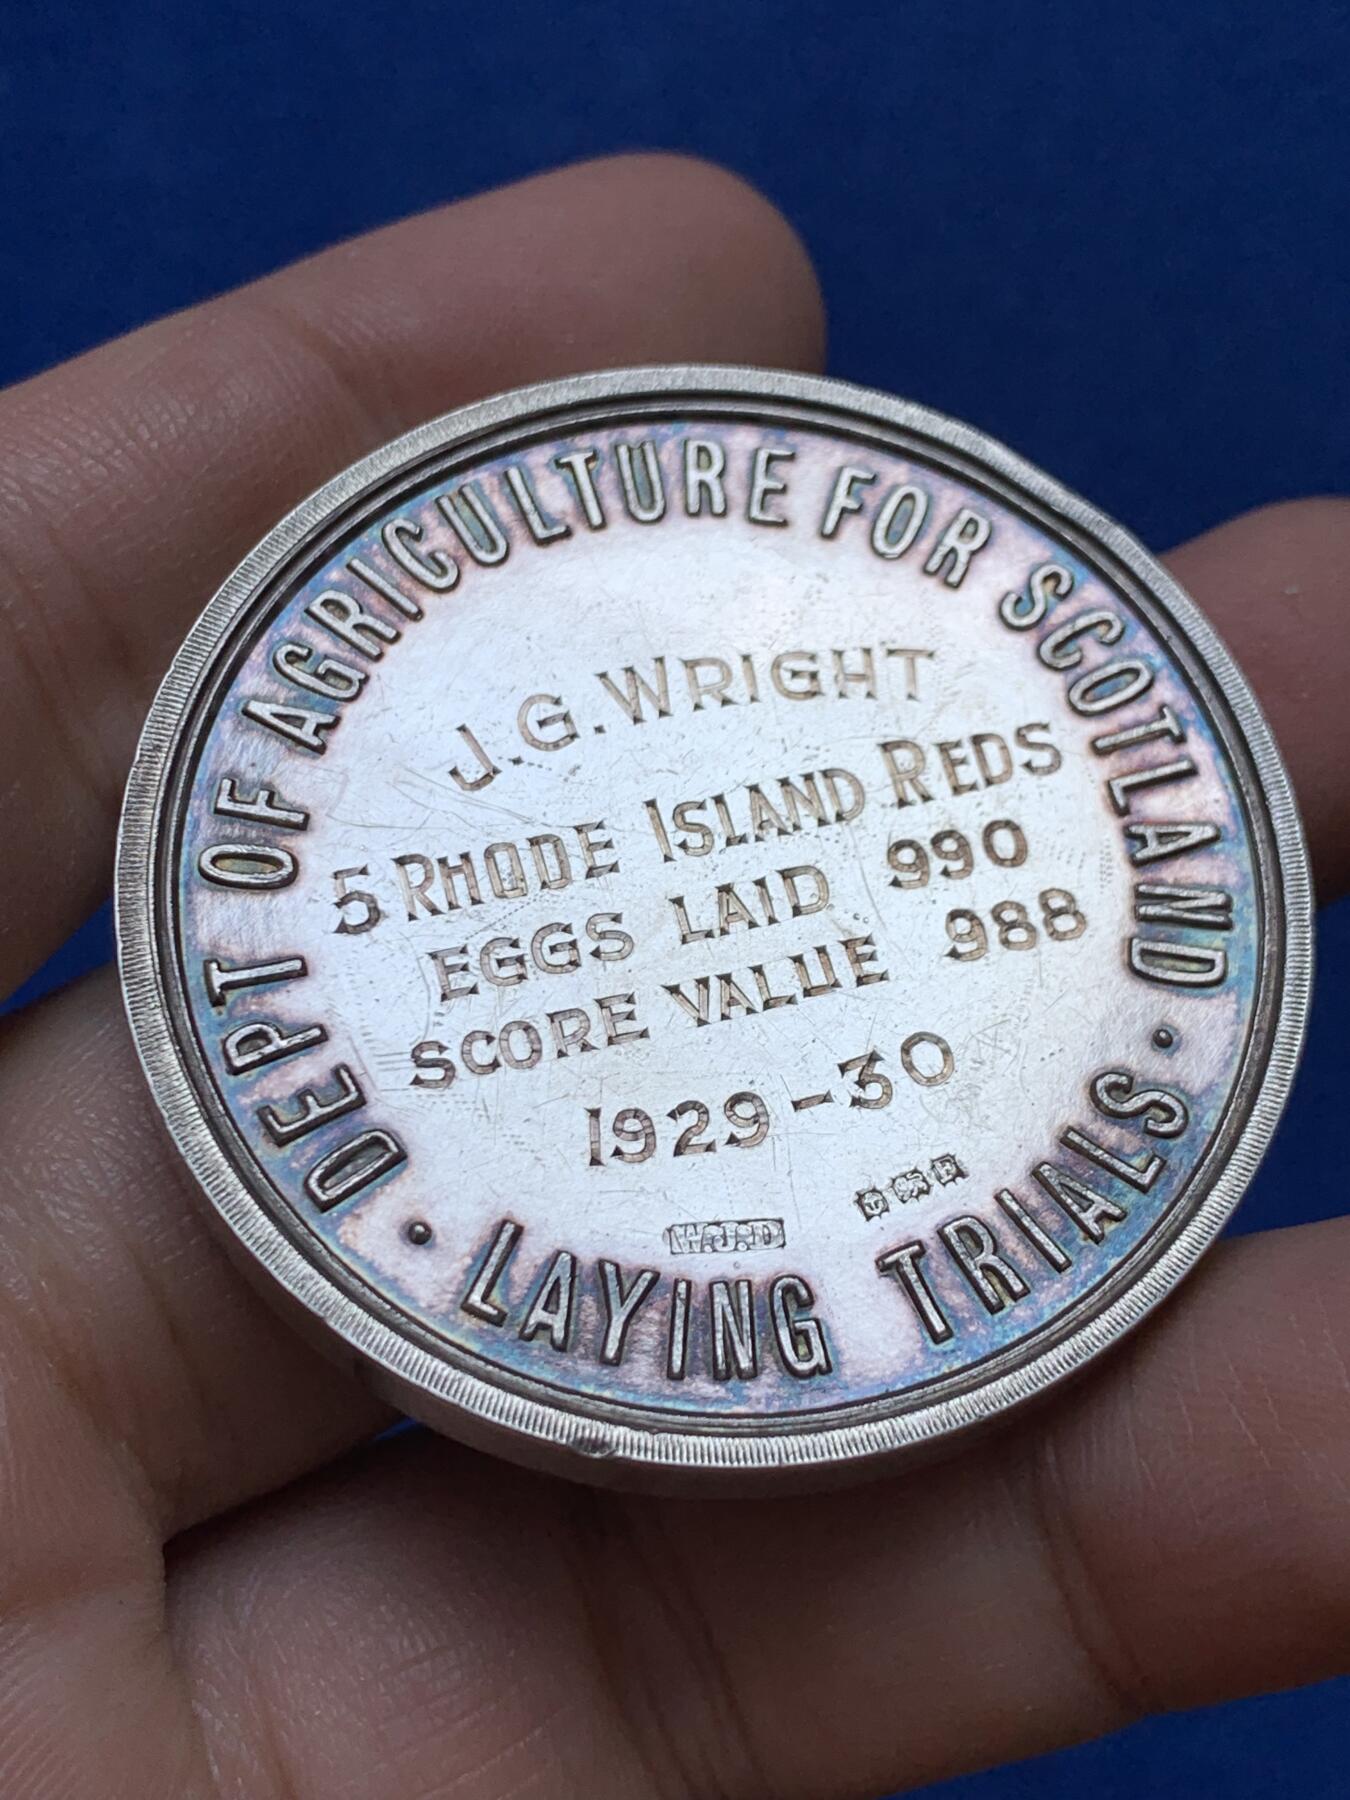 DEPT OF AGRICULTURE FOR SCOTLAND
J.G.WRIGHT
5 RHODE ISLAND REDS
EGGS LAID 990
SCORE VALUE 988
1929-30
W.J.D
· LAYING TRIALS ·